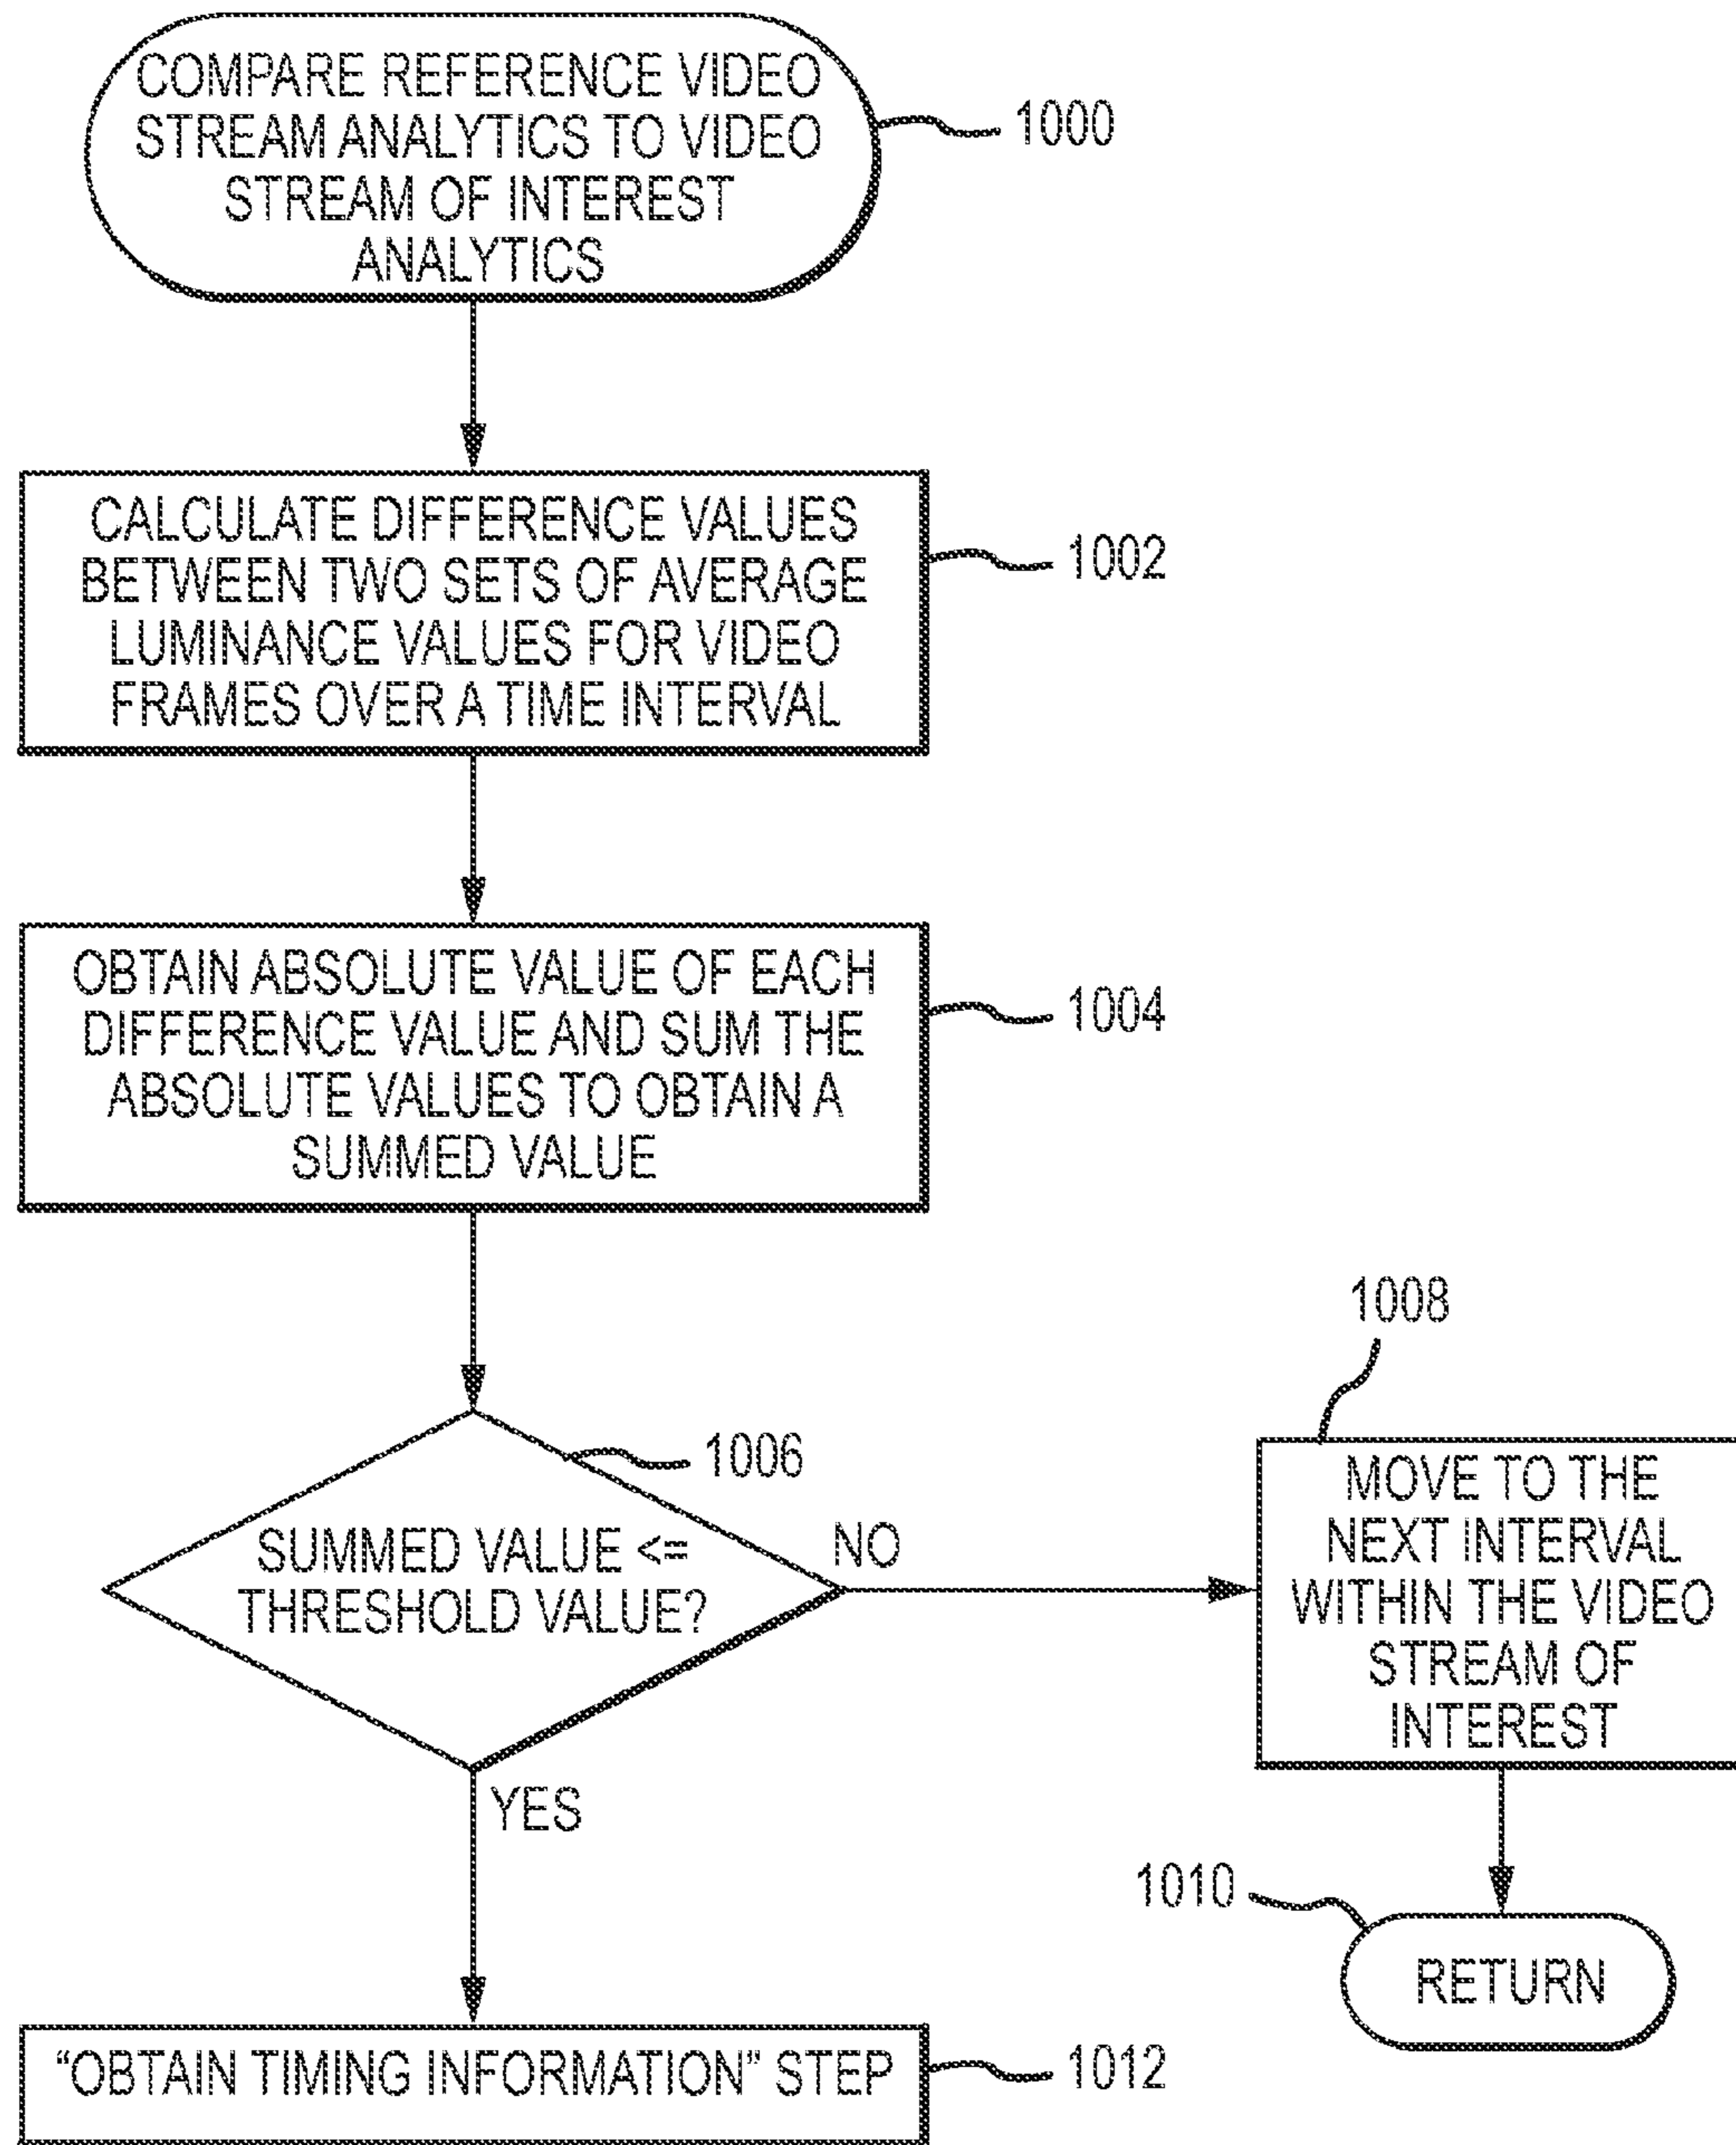 COMPARE REFERENCE VIDEO
STREAM ANALYTICS TO VIDEO
STREAM OF INTEREST
ANALYTICS
1000
CALCULATE DIFFERENCE VALUES
BETWEEN TWO SETS OF AVERAGE
LUMINANCE VALUES FOR VIDEO
FRAMES OVER A TIME INTERVAL
1002
OBTAIN ABSOLUTE VALUE OF EACH
DIFFERENCE VALUE AND SUM THE
ABSOLUTE VALUES TO OBTAIN A
SUMMED VALUE
1004
1006
SUMMED VALUE <=
THRESHOLD VALUE?
NO
YES
1008
MOVE TO THE
NEXT INTERVAL
WITHIN THE VIDEO
STREAM OF
INTEREST
1010
RETURN
“OBTAIN TIMING INFORMATION” STEP
1012